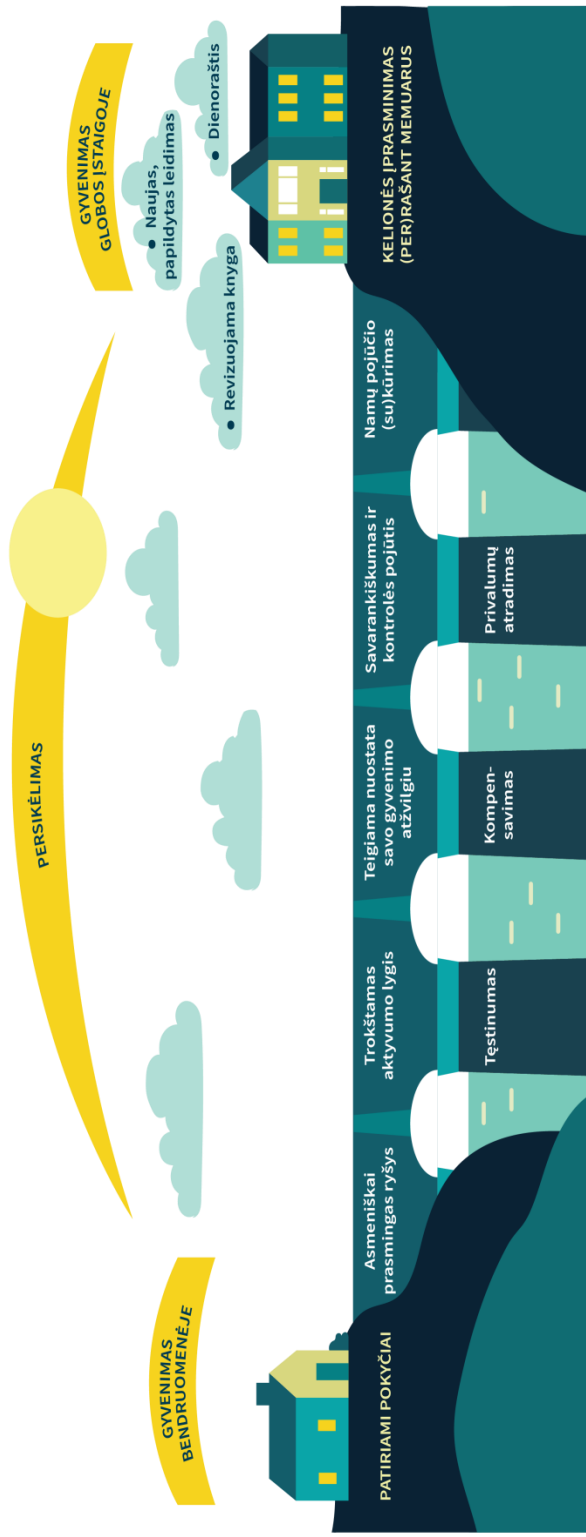 GYVENIMAS
BENDRUOMENĖJE
PERSIKĖLIMAS
GYVENIMAS
GLOBOS ĮSTAIGOJE
• Naujas,
papildytas leidimas
• Dienoraštis
• Revizuojama knyga
Asmeniškai
prasmingas ryšys
Trokštamas
aktyvumo lygis
Teigiama nuostata
savo gyvenimo
atžvilgiu
Savarankiškumas ir
kontrolės pojūtis
Namų pojūčio
(su)kūrimas
PATIRIAMI POKYČIAI
KELIONĖS ĮPRASMINIMAS
(PER)RAŠANT MEMUARUS
Tęstinumas
Kompen-
savimas
Privalumų
atradimas